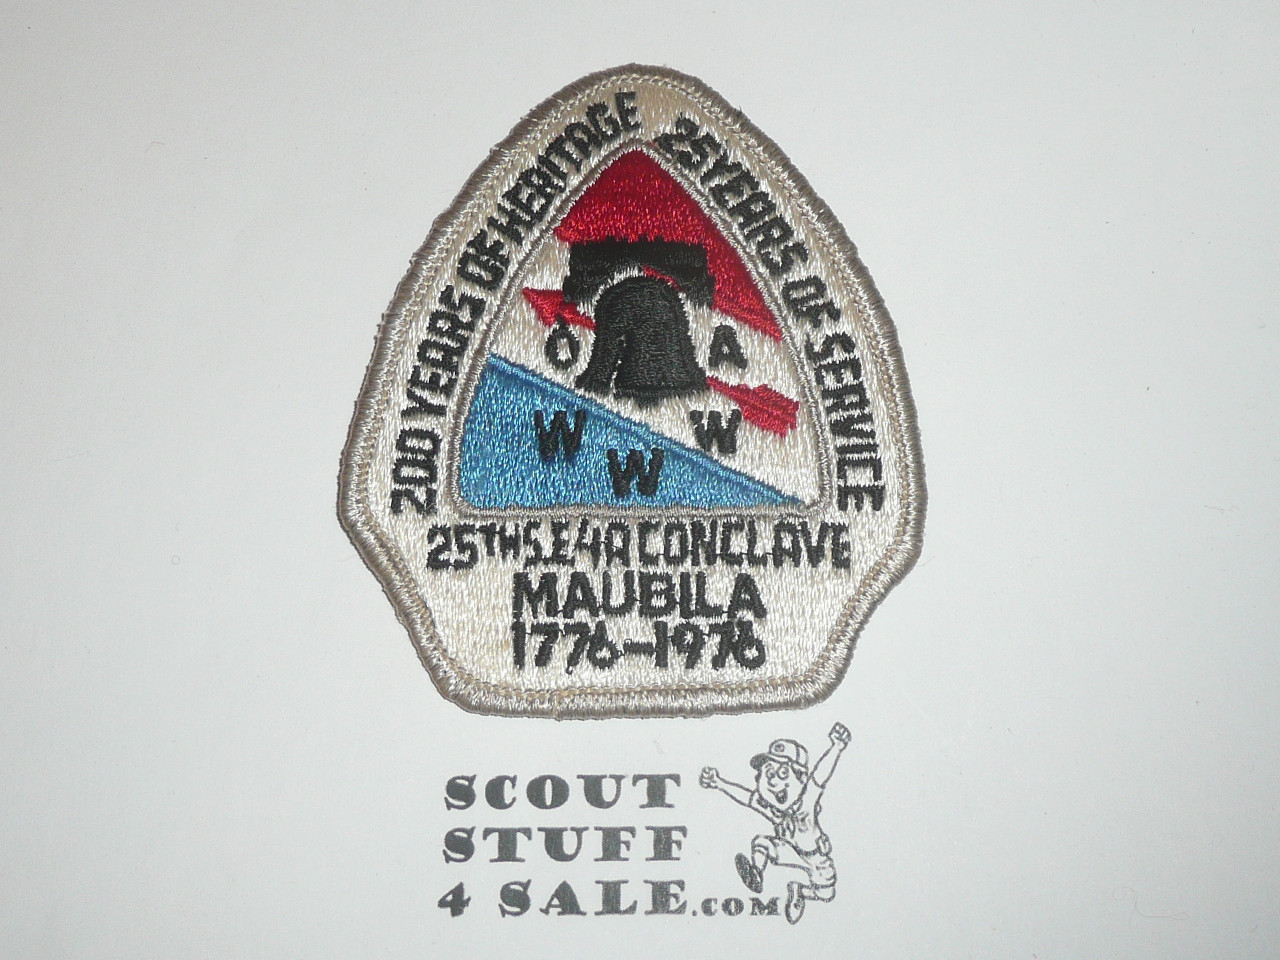 200 YEARS OF HERITAGE
25 YEARS OF SERVICE
O A
W W
W
25TH S.E/4A CONCLAVE
MAUBILA
1776-1976
SCOUT
STUFF
4 SALE.COM